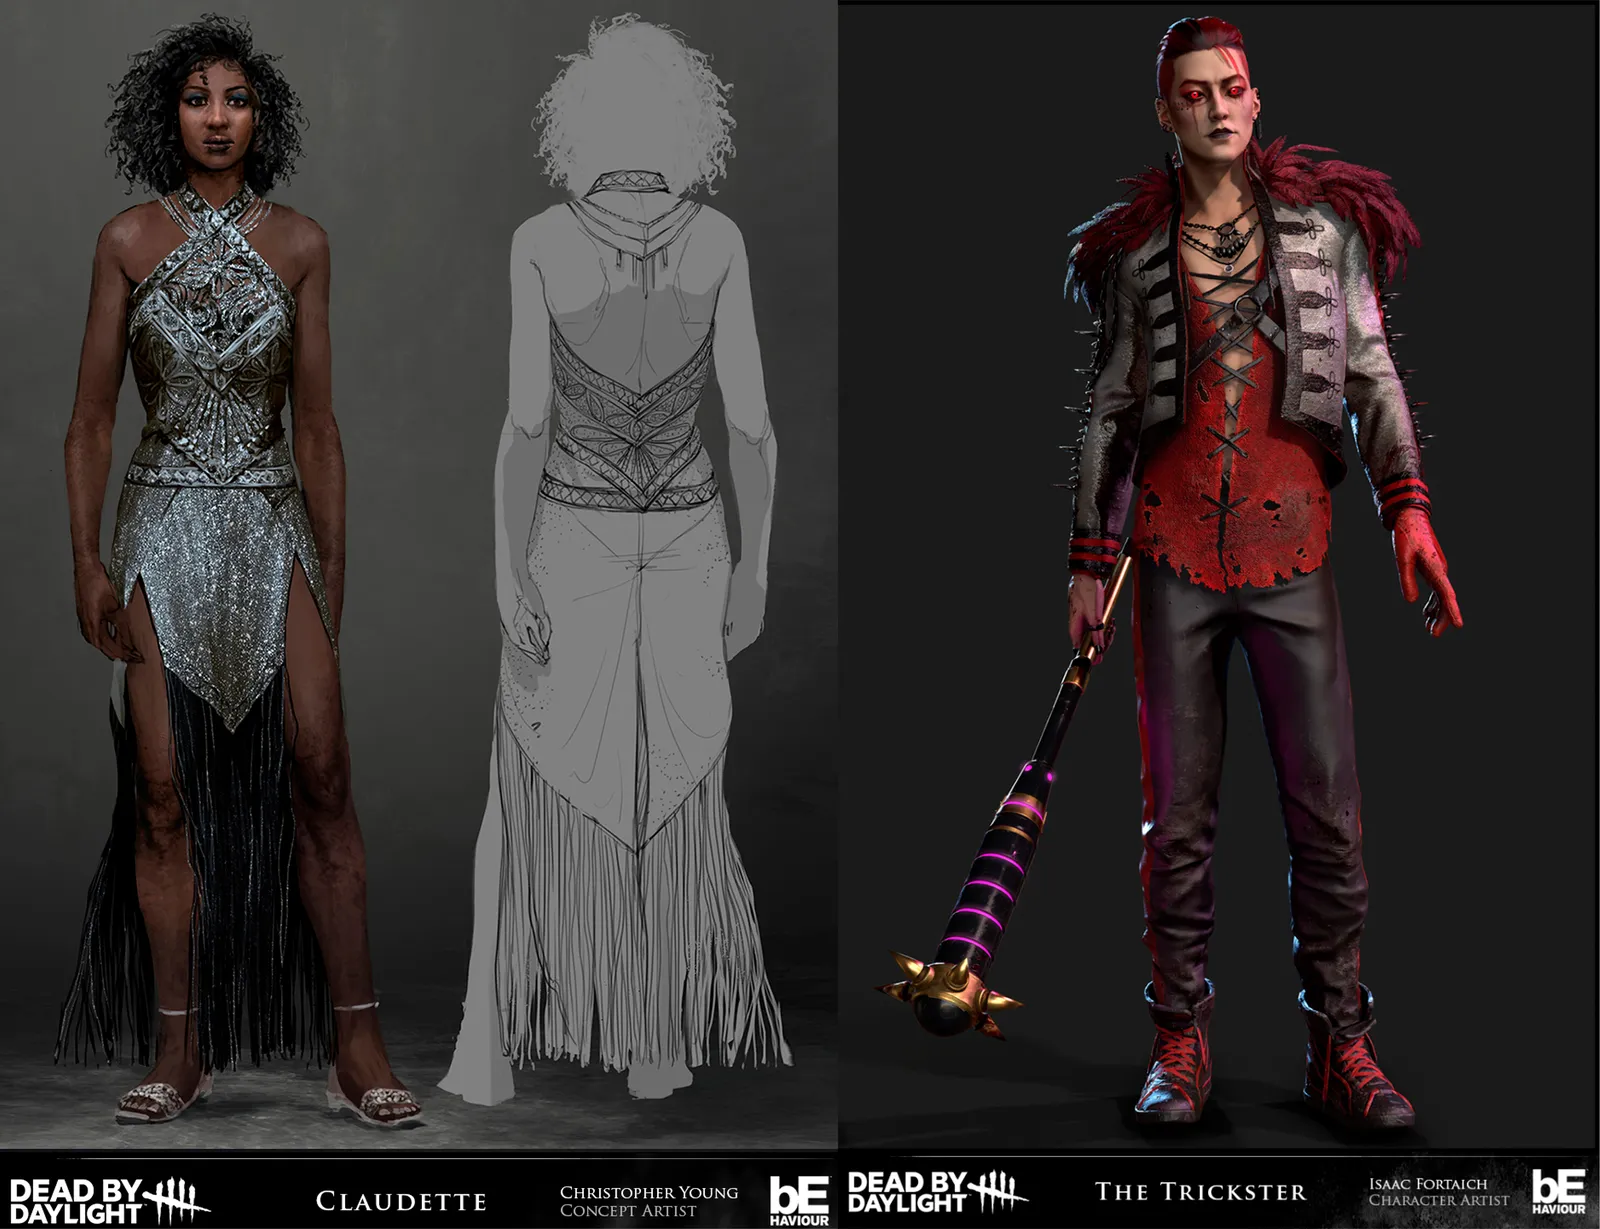 DEAD BY
DAYLIGHT
CLAUDETTE
CHRISTOPHER YOUNG
CONCEPT ARTIST
bE
HAVIOUR
DEAD BY
DAYLIGHT
THE TRICKSTER
ISAAC FORTAICH
CHARACTER ARTIST
bE
HAVIOUR